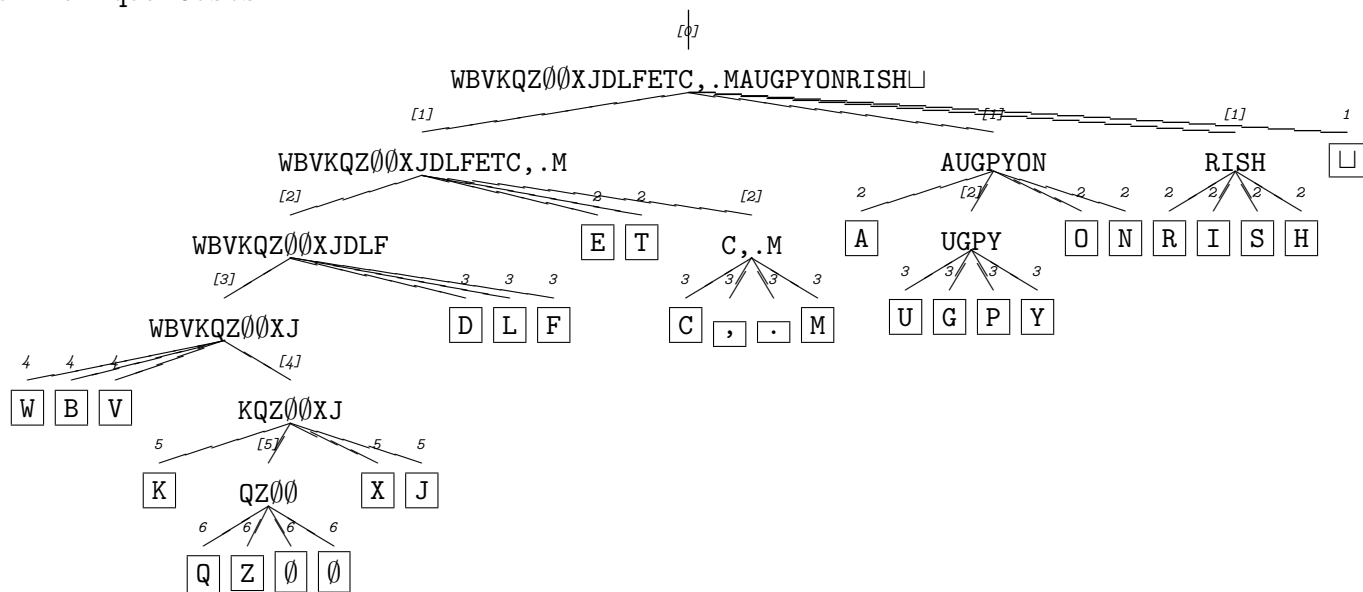 [0]
WBVKQZ∅∅XJDLFETC,.MAUGPYONRISH⊔
[1] [1] [1] 1
WBVKQZ∅∅XJDLFETC,.M AUGPYON RISH ⊔
[2] 2 2 [2] 2 [2] 2 2 2 2 2 2
WBVKQZ∅∅XJDLF E T C,.M A UGPY O N R I S H
[3] 3 3 3 3 3 3 3 3 3 3 3
WBVKQZ∅∅XJ D L F C , . M U G P Y
4 4 4 [4]
W B V KQZ∅∅XJ
5 [5] 5 5
K QZ∅∅ X J
6 6 6 6
Q Z ∅ ∅